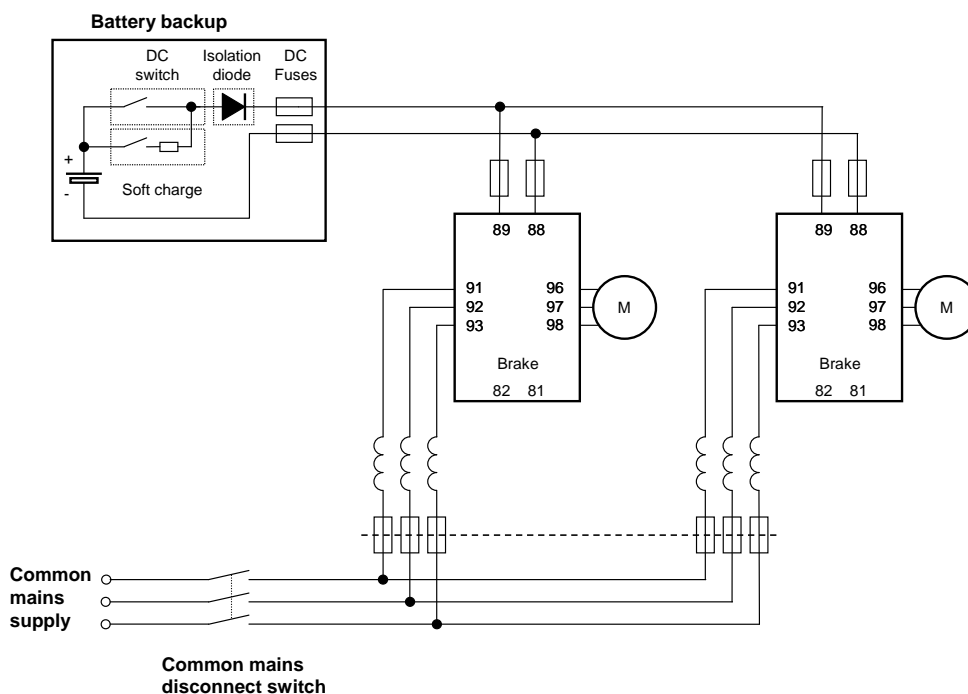 Battery backup
DC
switch
Isolation
diode
DC
Fuses
+
-
Soft charge
89 88
91
92
93
96
97
98
M
Brake
82 81
89 88
91
92
93
96
97
98
M
Brake
82 81
Common
mains
supply
Common mains
disconnect switch